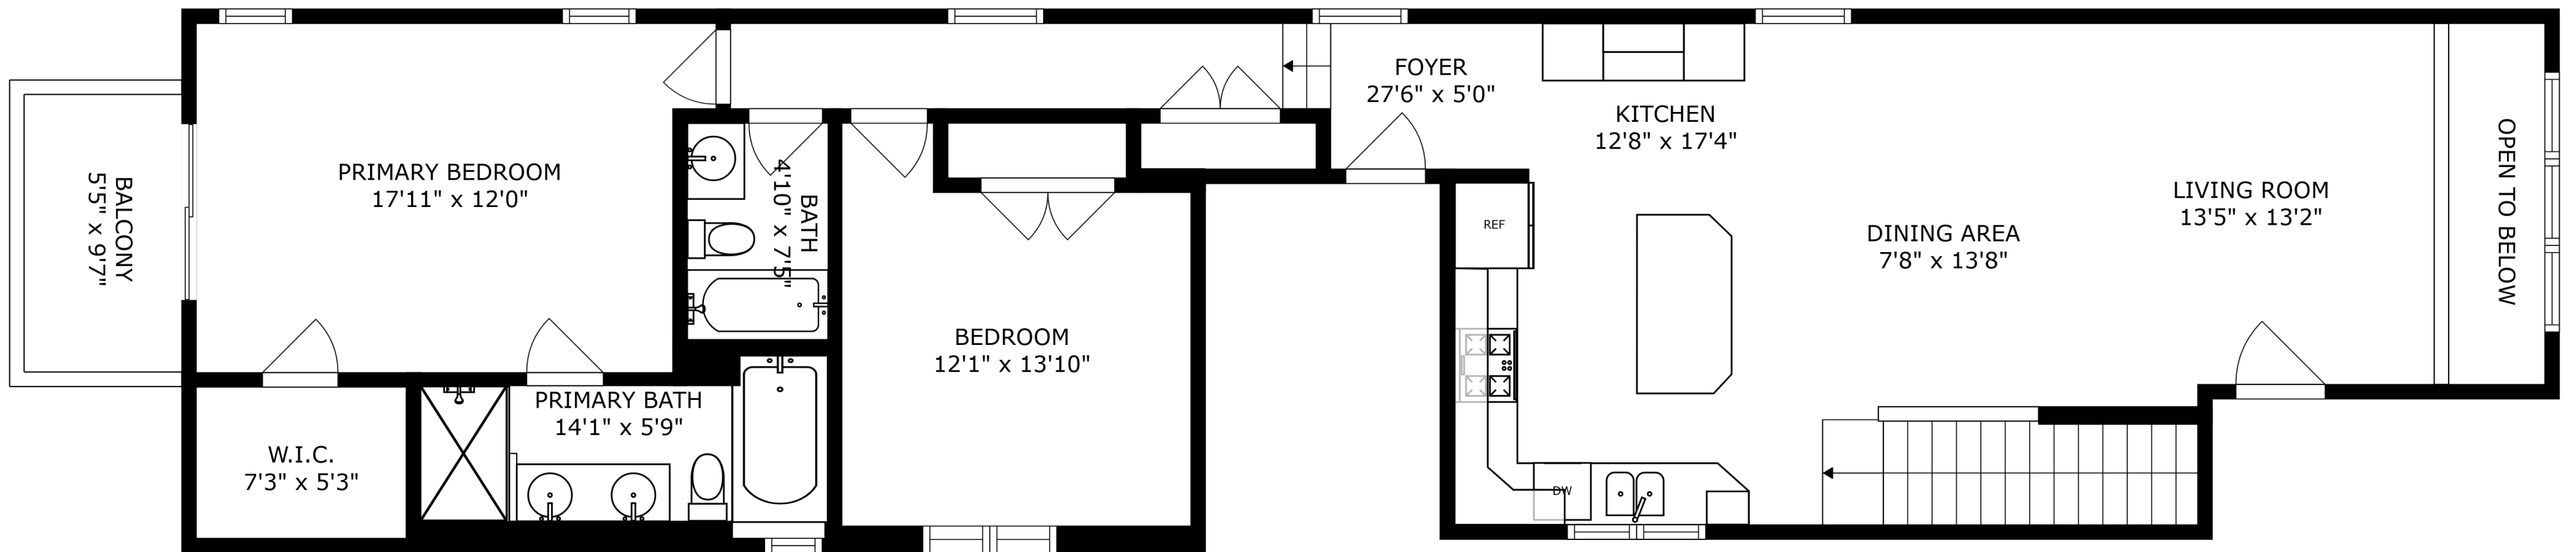 BALCONY
5'5" x 9'7"
PRIMARY BEDROOM
17'11" x 12'0"
W.I.C.
7'3" x 5'3"
PRIMARY BATH
14'1" x 5'9"
BATH
4'10" x 7'5"
BEDROOM
12'1" x 13'10"
FOYER
27'6" x 5'0"
KITCHEN
12'8" x 17'4"
REF
DW
DINING AREA
7'8" x 13'8"
LIVING ROOM
13'5" x 13'2"
OPEN TO BELOW